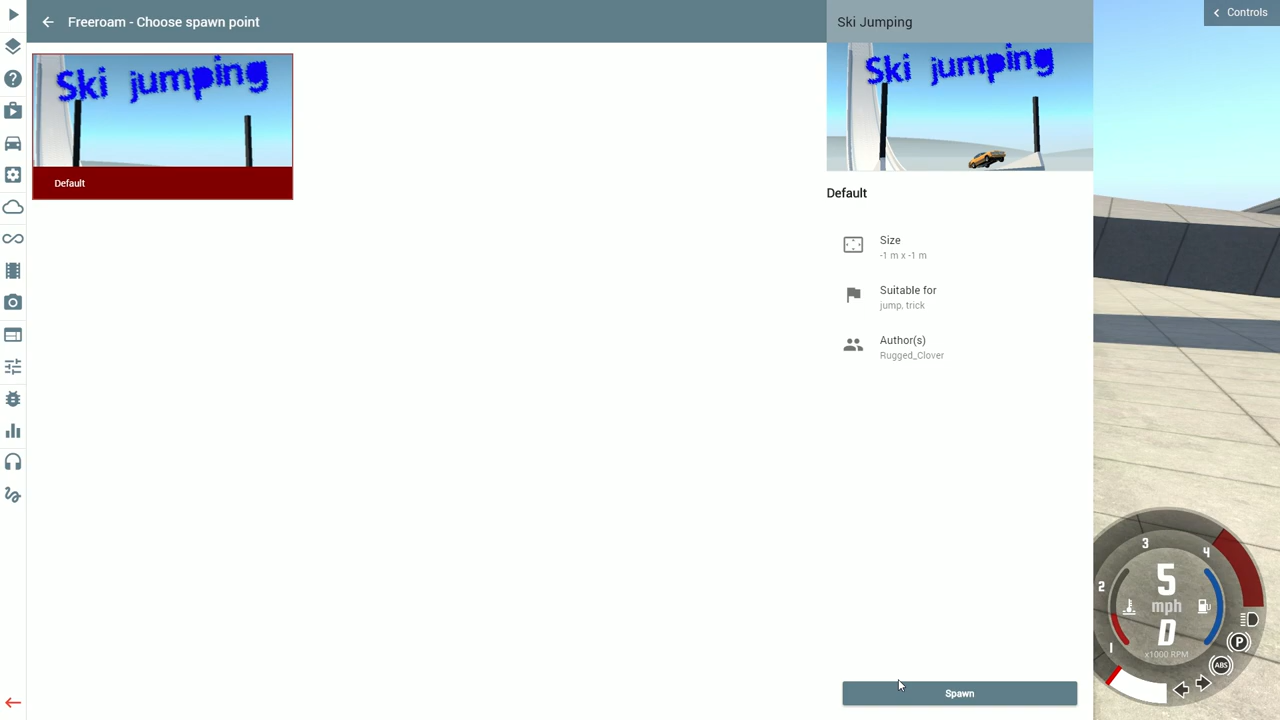 Freeroam - Choose spawn point
Ski jumping
Default
Ski Jumping
Ski jumping
Default
Size
-1 m x -1 m
Suitable for
jump, trick
Author(s)
Rugged_Clover
Spawn
Controls
1
2
3
4
5
mph
D
x1000 RPM
P
ABS